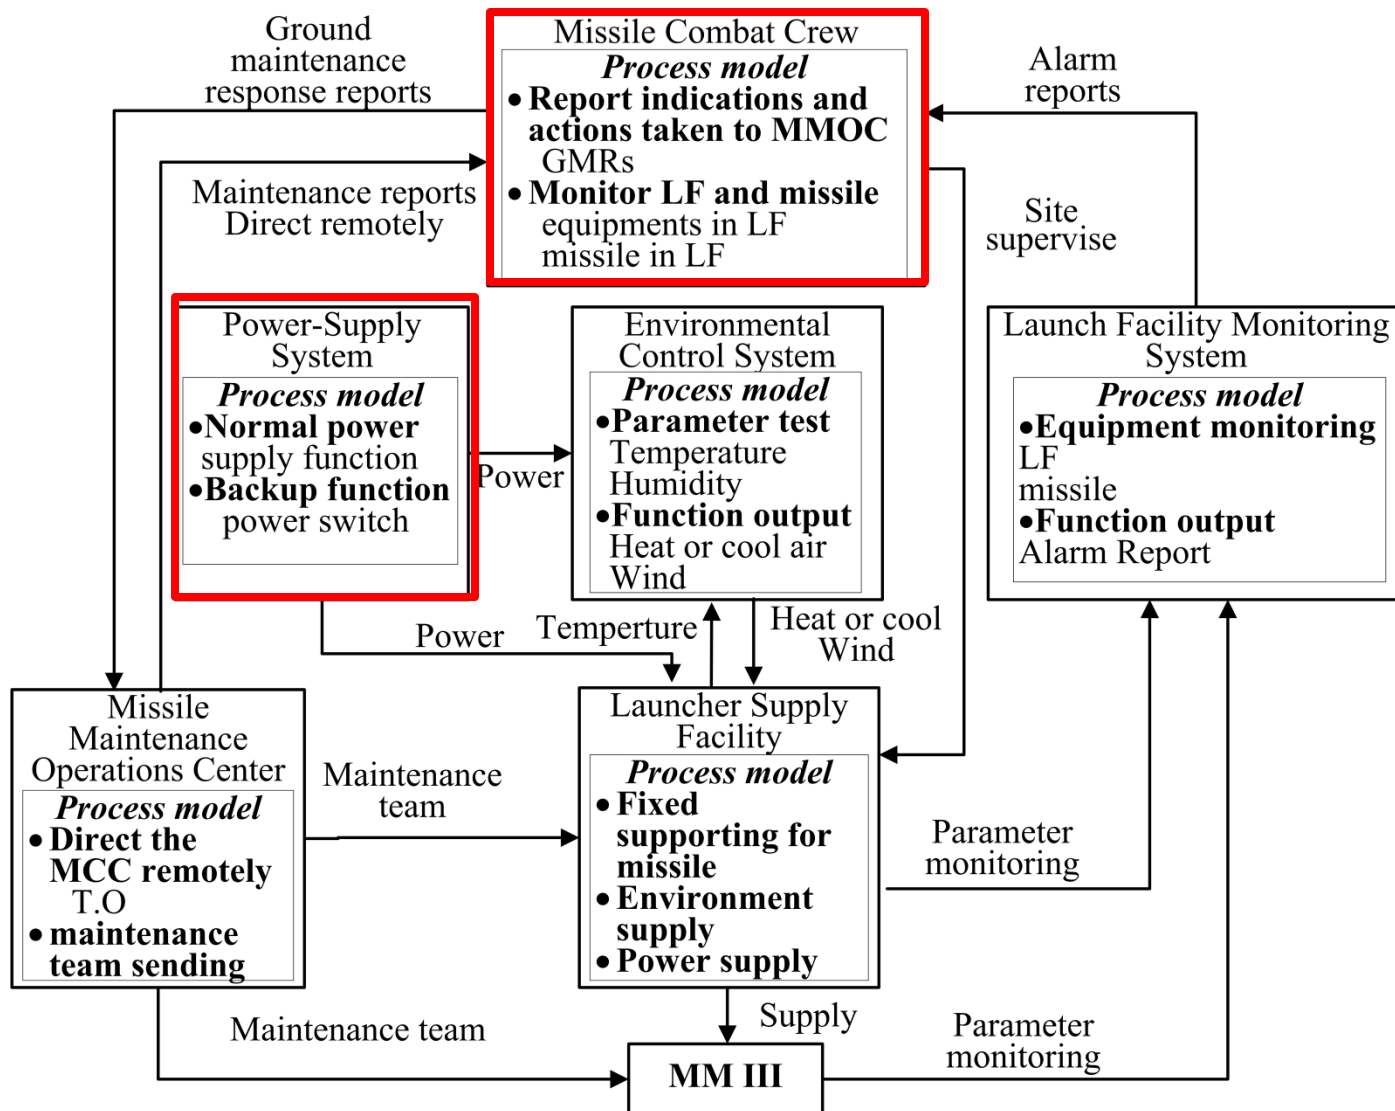 Ground
maintenance
response reports
Missile Combat Crew
Process model
• Report indications and
actions taken to MMOC
GMRs
• Monitor LF and missile
equipments in LF
missile in LF
Alarm
reports
Maintenance reports
Direct remotely
Site
supervise
Power-Supply
System
Process model
•Normal power
supply function
•Backup function
power switch
Power
Environmental
Control System
Process model
•Parameter test
Temperature
Humidity
•Function output
Heat or cool air
Wind
Launch Facility Monitoring
System
Process model
•Equipment monitoring
LF
missile
•Function output
Alarm Report
Power
Temperture
Heat or cool
Wind
Missile
Maintenance
Operations Center
Process model
• Direct the
MCC remotely
T.O
• maintenance
team sending
Maintenance
team
Launcher Supply
Facility
Process model
• Fixed
supporting for
missile
• Environment
supply
• Power supply
Parameter
monitoring
Maintenance team
Supply
Parameter
monitoring
MM III